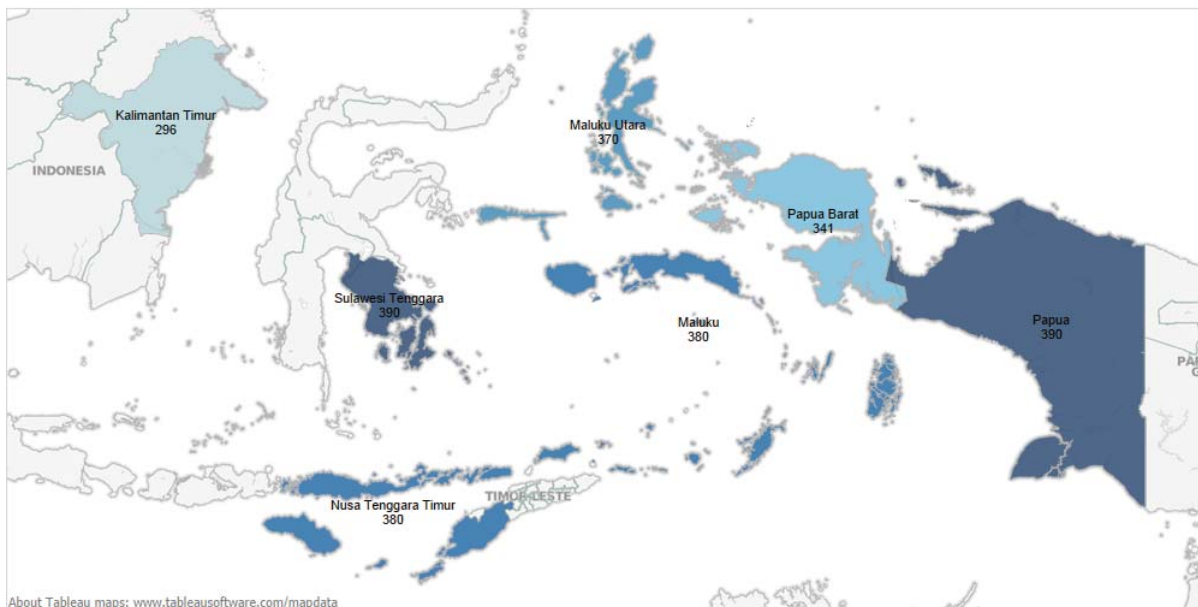 Kalimantan Timur
296
INDONESIA
Maluku Utara
370
Papua Barat
341
Sulawesi Tenggara
390
Maluku
380
Papua
390
Nusa Tenggara Timur
380
TIMOR LESTE
About Tableau maps: www.tableausoftware.com/mapdata